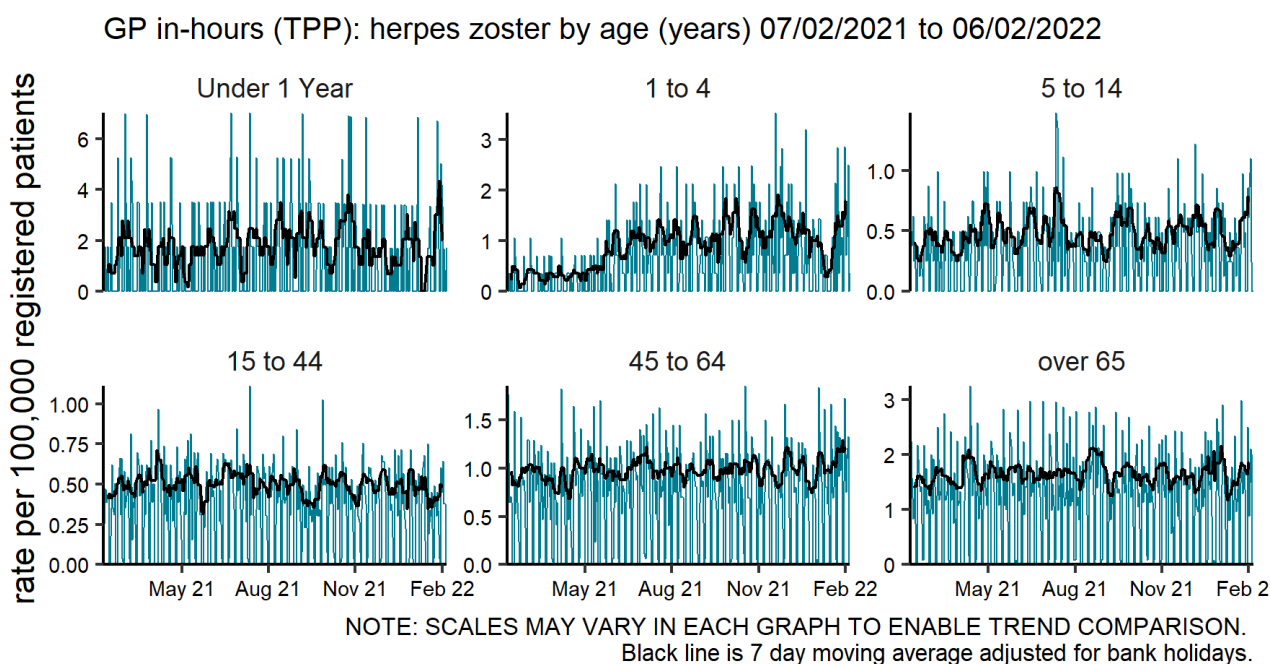 GP in-hours (TPP): herpes zoster by age (years) 07/02/2021 to 06/02/2022
rate per 100,000 registered patients
Under 1 Year
1 to 4
5 to 14
6
4
2
0
3
2
1
0
1.0
0.5
0.0
15 to 44
45 to 64
over 65
1.00
0.75
0.50
0.25
0.00
1.5
1.0
0.5
0.0
3
2
1
0
May 21 Aug 21 Nov 21 Feb 22
May 21 Aug 21 Nov 21 Feb 22
May 21 Aug 21 Nov 21 Feb 2
NOTE: SCALES MAY VARY IN EACH GRAPH TO ENABLE TREND COMPARISON.
Black line is 7 day moving average adjusted for bank holidays.